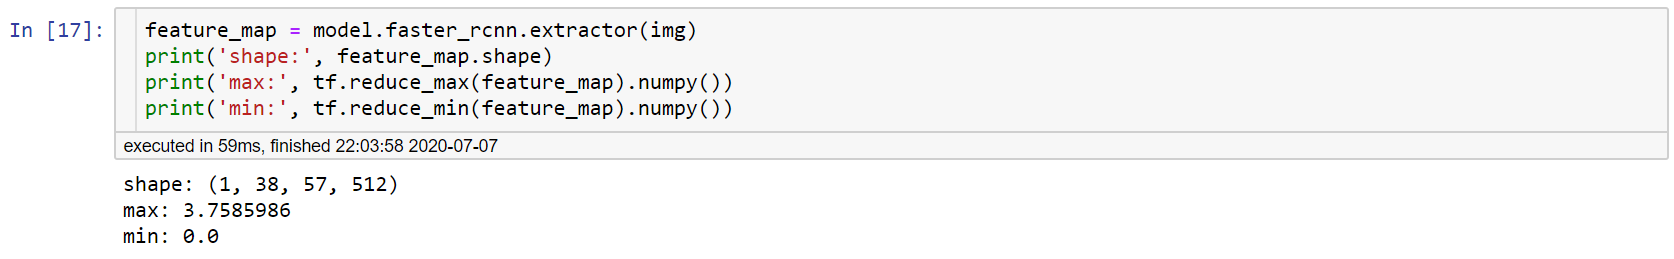 In [17]:
feature_map = model.faster_rcnn.extractor(img)
print('shape:', feature_map.shape)
print('max:', tf.reduce_max(feature_map).numpy())
print('min:', tf.reduce_min(feature_map).numpy())
executed in 59ms, finished 22:03:58 2020-07-07
shape: (1, 38, 57, 512)
max: 3.7585986
min: 0.0